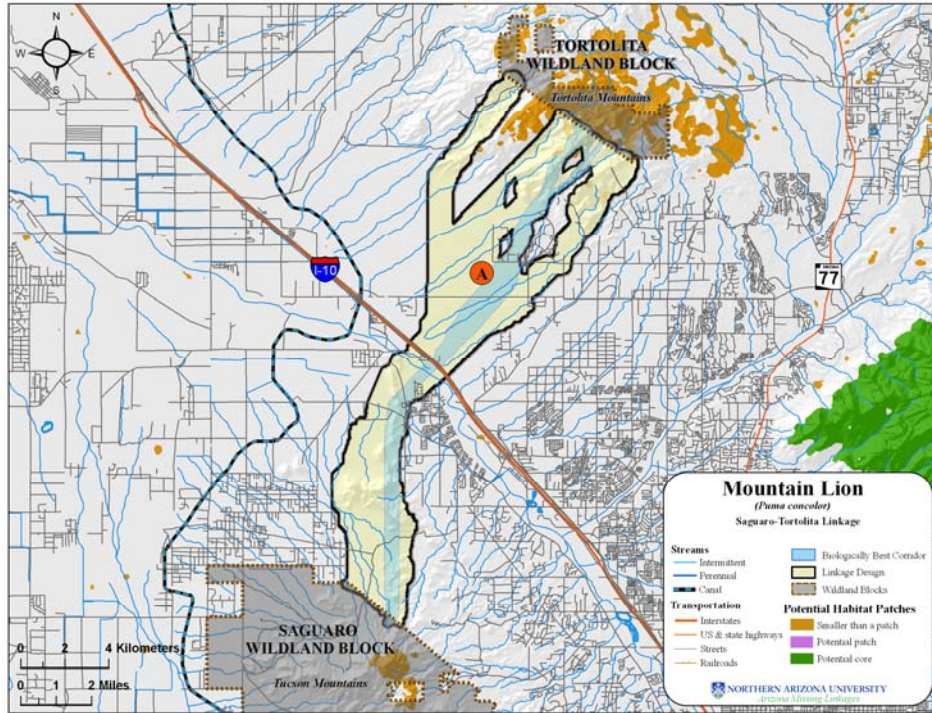 N
W E
S
TORTOLITA
WILDLAND BLOCK
Tortolita Mountains
I-10
A
77
SAGUARO
WILDLAND BLOCK
Tucson Mountains
0 2 4 Kilometers
0 1 2 Miles
Mountain Lion
(Puma concolor)
Saguaro-Tortolita Linkage
Streams
Intermittent
Perennial
Canal
Transportation
Interstates
US & state highways
Streets
Railroads
Biologically Best Corridor
Linkage Design
Wildland Blocks
Potential Habitat Patches
Smaller than a patch
Potential patch
Potential core
NORTHERN ARIZONA UNIVERSITY
Arizona Missing Linkages